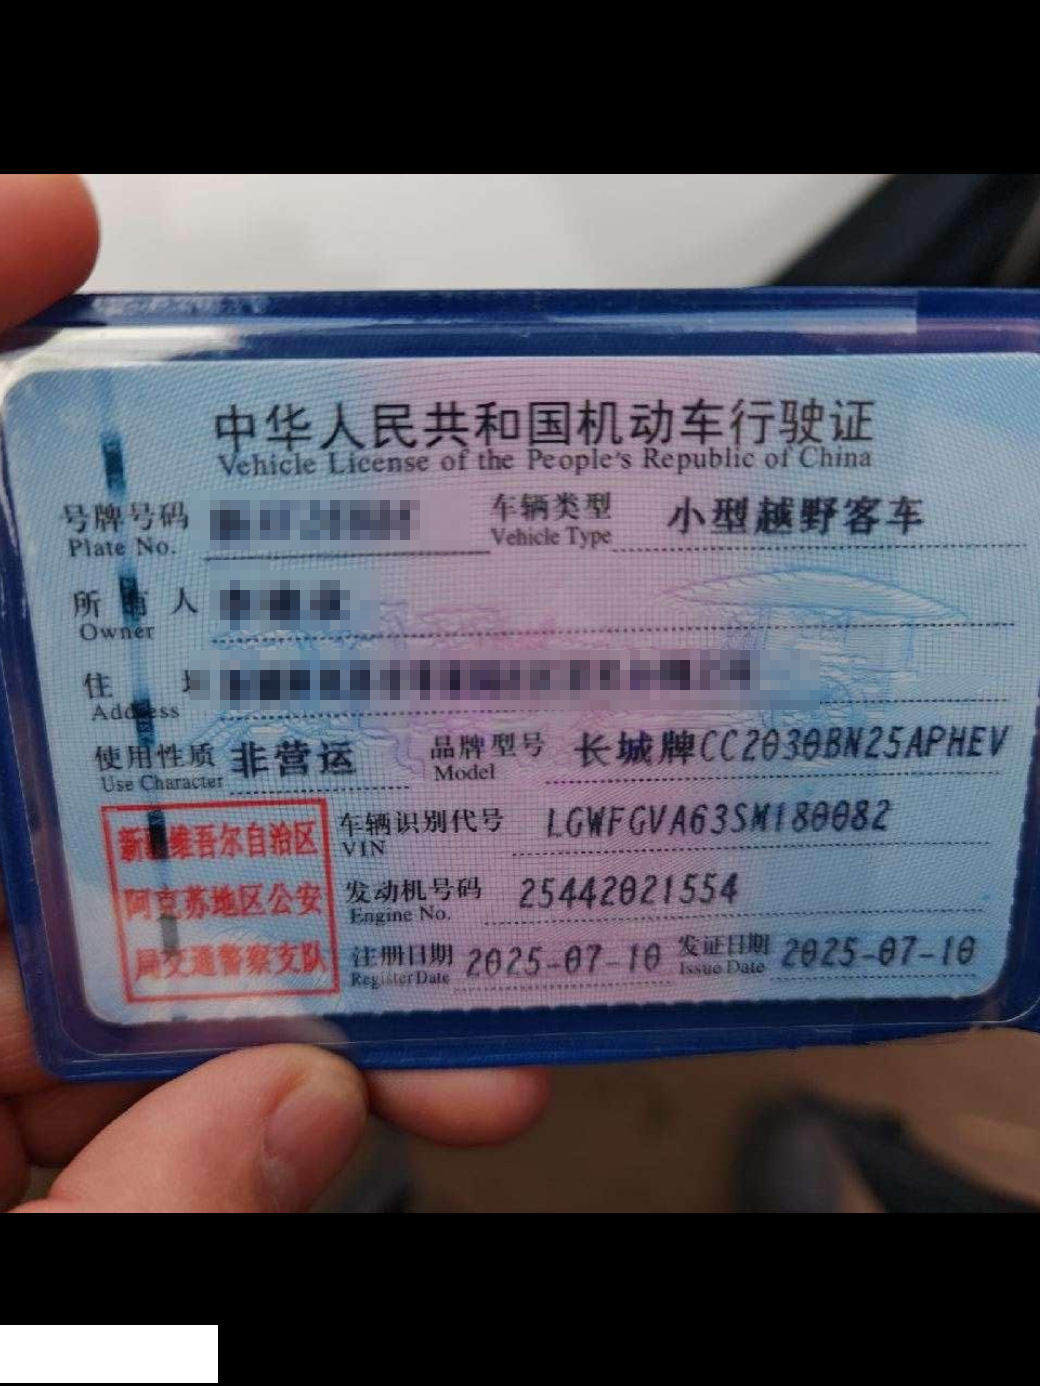 中华人民共和国机动车行驶证
Vehicle License of the People's Republic of China
号牌号码 车辆类型 小型越野客车
Plate No. Vehicle Type
所有人
Owner
住 址
Address
使用性质 非营运 品牌型号 长城牌CC2030BN25APHEV
Use Character Model
新疆维吾尔自治区
阿克苏地区公安
局交通警察支队
车辆识别代号 LGWFGVA63SM180082
VIN
发动机号码 25442021554
Engine No.
注册日期 2025-07-10 发证日期 2025-07-10
Register Date Issue Date